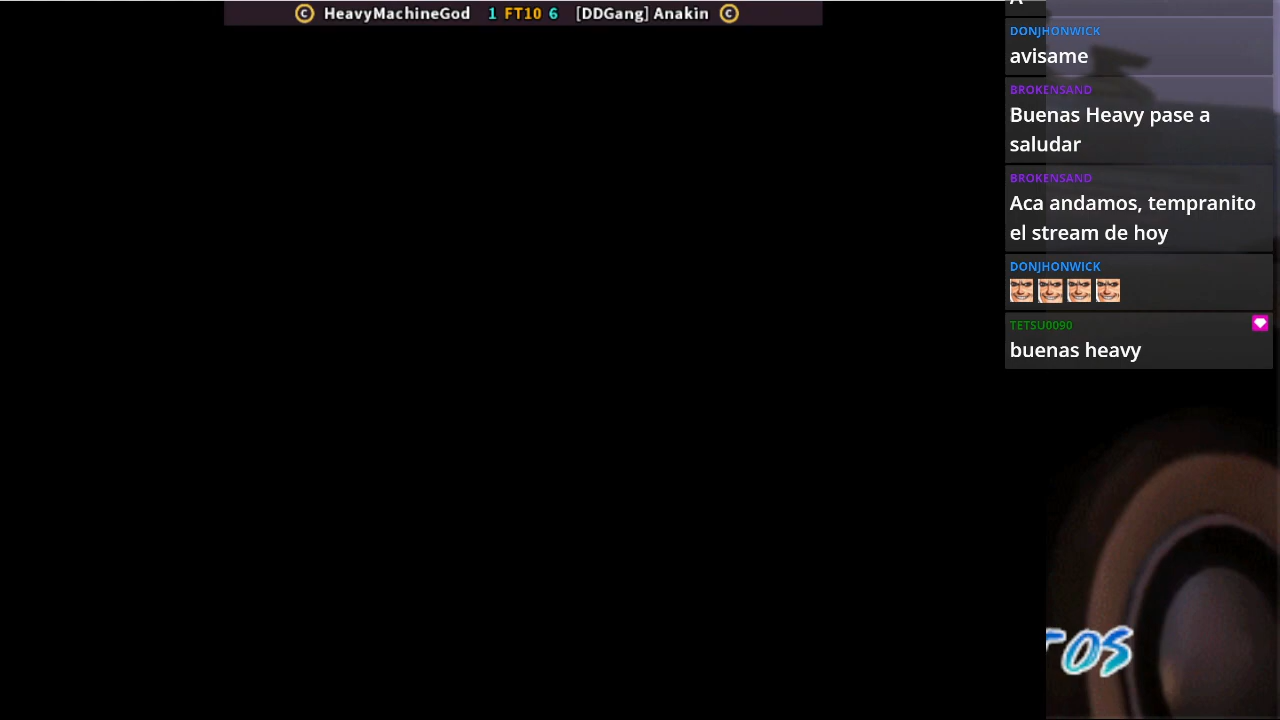 HeavyMachineGod 1 FT10 6 [DDGang] Anakin
DONJHONWICK
avisame
BROKENSAND
Buenas Heavy pase a
saludar
BROKENSAND
Aca andamos, tempranito
el stream de hoy
DONJHONWICK
TETSU0090
buenas heavy
TOS